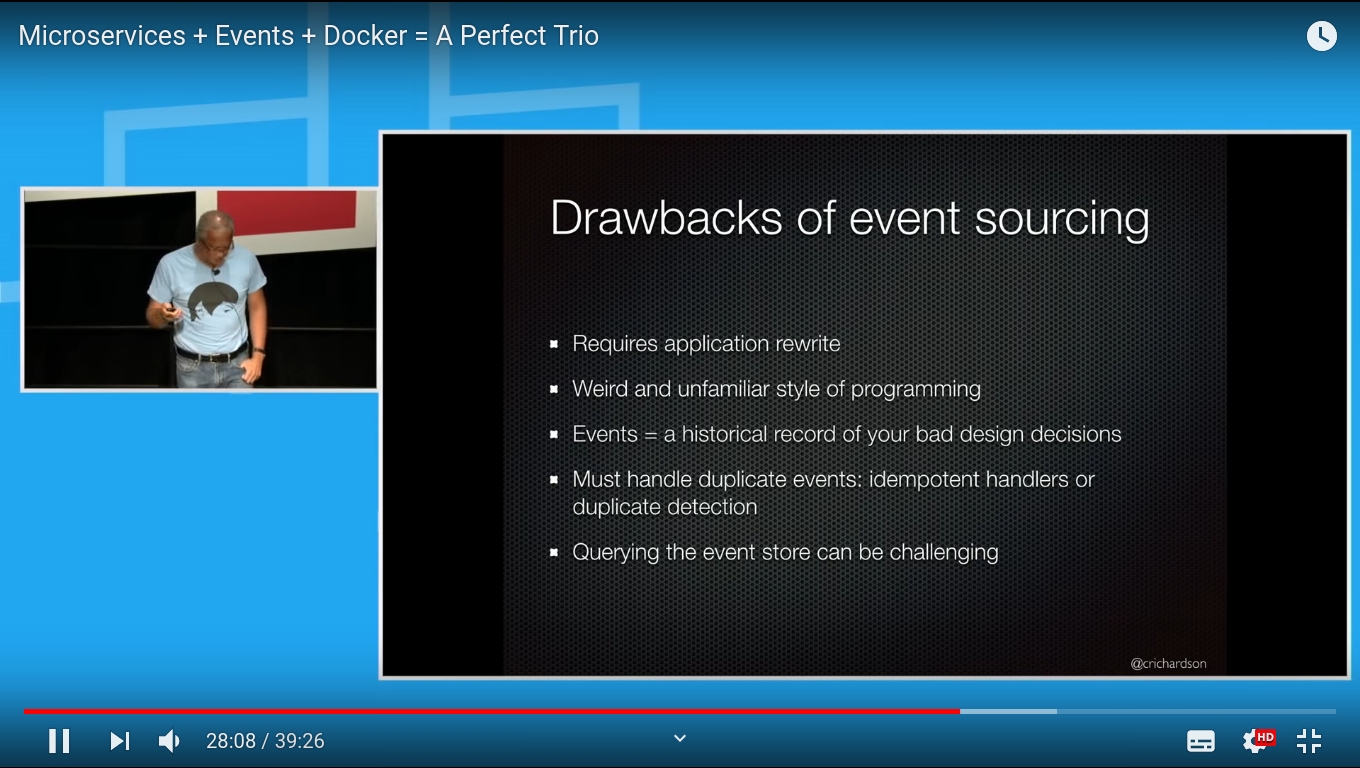 Microservices + Events + Docker = A Perfect Trio
Drawbacks of event sourcing
Requires application rewrite
Weird and unfamiliar style of programming
Events = a historical record of your bad design decisions
Must handle duplicate events: idempotent handlers or
duplicate detection
Querying the event store can be challenging
@crichardson
28:08 / 39:26
HD